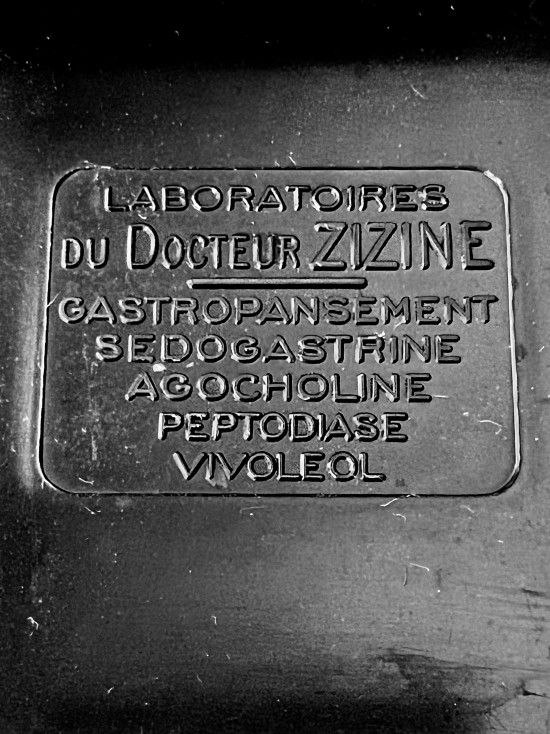 LABORATOIRES
DU DOCTEUR ZIZINE
GASTROPANSEMENT
SEDOGASTRINE
AGOCHOLINE
PEPTODIASE
VIVOLEOL